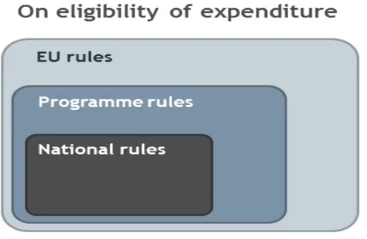 On eligibility of expenditure
EU rules
Programme rules
National rules